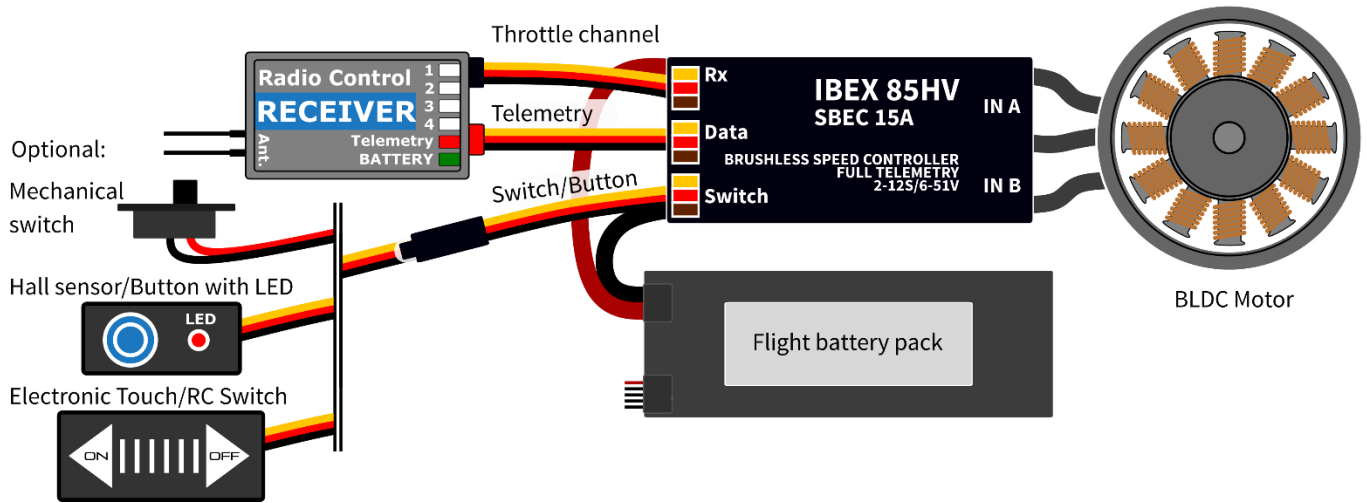 Throttle channel
Radio Control
RECEIVER
1
2
3
4
Telemetry
BATTERY
Ant.
Telemetry
Switch/Button
Rx
Data
Switch
IBEX 85HV
SBEC 15A
BRUSHLESS SPEED CONTROLLER
FULL TELEMETRY
2-12S/6-51V
IN A
IN B
BLDC Motor
Flight battery pack
Optional:
Mechanical
switch
Hall sensor/Button with LED
LED
Electronic Touch/RC Switch
ON
OFF